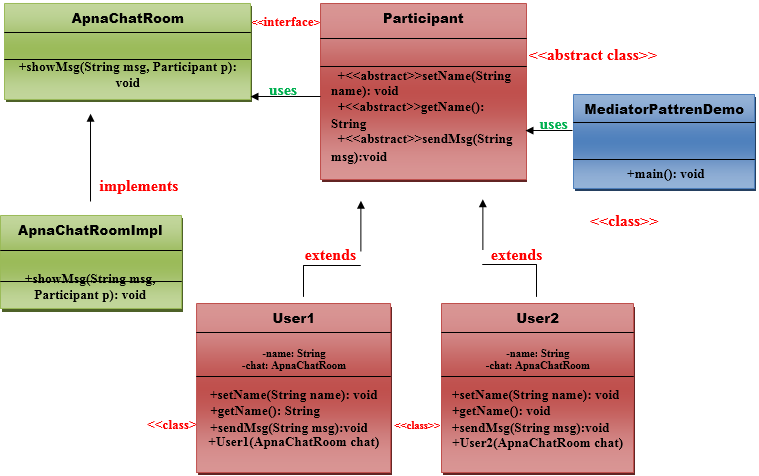 ApnaChatRoom
<<interface>
Participant
+showMsg(String msg, Participant p):
void
<<abstract class>>
+<<abstract>>setName(String
name): void
+<<abstract>>getName():
String
+<<abstract>>sendMsg(String
msg):void
uses
MediatorPattrenDemo
uses
+main(): void
implements
<<class>>
ApnaChatRoomImpl
+showMsg(String msg,
Participant p): void
extends
extends
User1
-name: String
-chat: ApnaChatRoom
+setName(String name): void
+getName(): String
+sendMsg(String msg):void
+User1(ApnaChatRoom chat)
<<class>
User2
-name: String
-chat: ApnaChatRoom
+setName(String name): void
+getName(): void
+sendMsg(String msg):void
+User2(ApnaChatRoom chat)
<<class>>